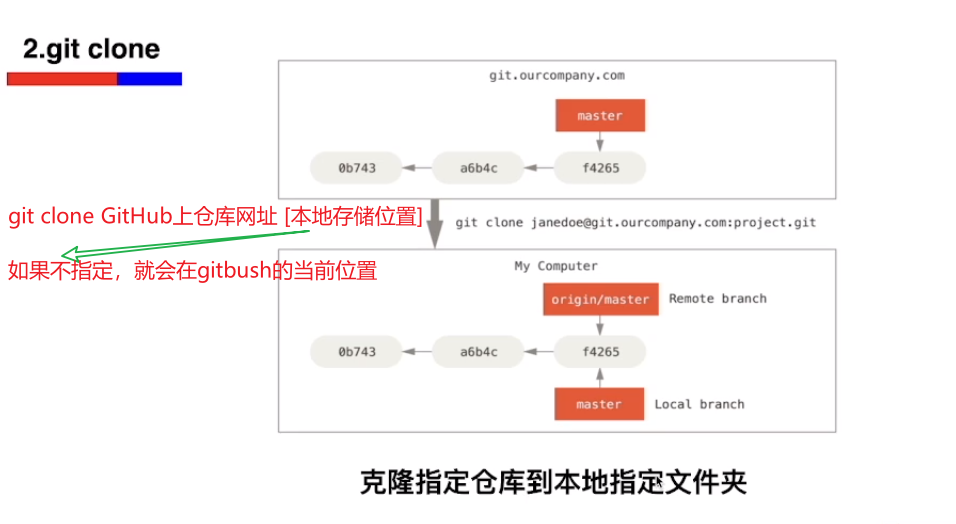 2.git clone
git.ourcompany.com
master
0b743
a6b4c
f4265
git clone GitHub上仓库网址 [本地存储位置]
git clone janedoe@git.ourcompany.com:project.git
如果不指定，就会在gitbush的当前位置
My Computer
origin/master
Remote branch
0b743
a6b4c
f4265
master
Local branch
克隆指定仓库到本地指定文件夹